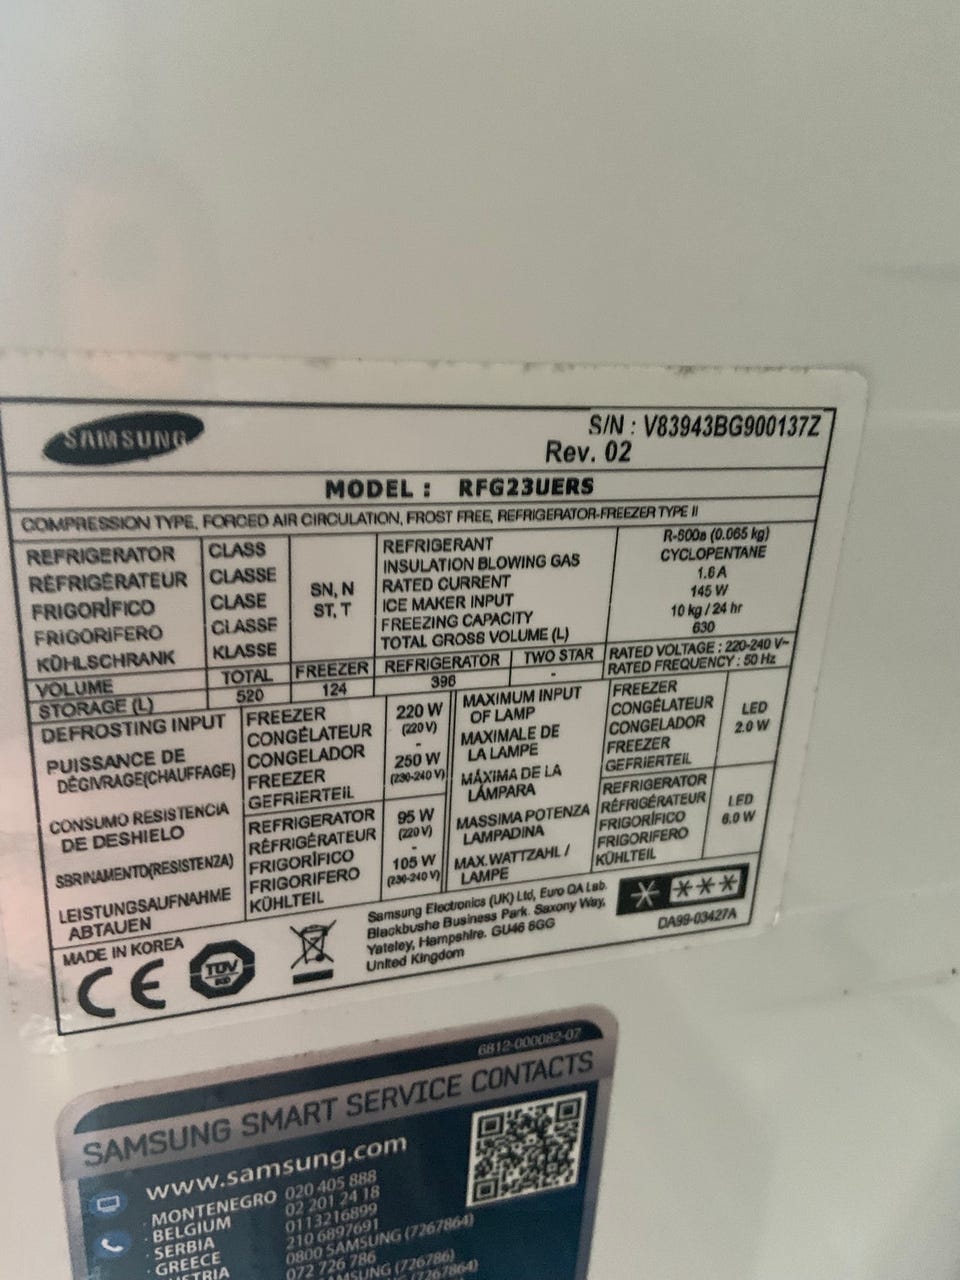 SAMSUNG
S/N : V83943BG900137Z
Rev. 02
MODEL : RFG23UERS
COMPRESSION TYPE, FORCED AIR CIRCULATION, FROST FREE, REFRIGERATOR-FREEZER TYPE II
REFRIGERATOR
RÉFRIGÉRATEUR
FRIGORÍFICO
FRIGORIFERO
KÜHLSCHRANK
CLASS
CLASSE
CLASE
CLASSE
KLASSE
SN, N
ST, T
REFRIGERANT
INSULATION BLOWING GAS
RATED CURRENT
ICE MAKER INPUT
FREEZING CAPACITY
TOTAL GROSS VOLUME (L)
R-600a (0.065 kg)
CYCLOPENTANE
1.6 A
145 W
10 kg / 24 hr
630
VOLUME
STORAGE (L)
TOTAL
520
FREEZER
124
REFRIGERATOR
396
TWO STAR
-
RATED VOLTAGE : 220-240 V~
RATED FREQUENCY : 50 Hz
DEFROSTING INPUT
PUISSANCE DE
DÉGIVRAGE(CHAUFFAGE)
CONSUMO RESISTENCIA
DE DESHIELO
SBRINAMENTO(RESISTENZA)
LEISTUNGSAUFNAHME
ABTAUEN
FREEZER
CONGÉLATEUR
CONGELADOR
FREEZER
GEFRIERTEIL
220 W
(220 V)
-
250 W
(230-240 V)
REFRIGERATOR
RÉFRIGÉRATEUR
FRIGORÍFICO
FRIGORIFERO
KÜHLTEIL
95 W
(220 V)
-
105 W
(230-240 V)
MAXIMUM INPUT
OF LAMP
MAXIMALE DE
LA LAMPE
MÁXIMA DE LA
LÁMPARA
MASSIMA POTENZA
LAMPADINA
MAX. WATTZAHL /
LAMPE
FREEZER
CONGÉLATEUR
CONGELADOR
FREEZER
GEFRIERTEIL
LED
2.0 W
REFRIGERATOR
RÉFRIGÉRATEUR
FRIGORÍFICO
FRIGORIFERO
KÜHLTEIL
LED
6.0 W
MADE IN KOREA
CE
TÜV
Samsung Electronics (UK) Ltd, Euro QA Lab.
Blackbushe Business Park. Saxony Way,
Yateley, Hampshire. GU46 6GG
United Kingdom
DA99-03427A
6812-000082-07
SAMSUNG SMART SERVICE CONTACTS
www.samsung.com
· MONTENEGRO 020 405 888
· BELGIUM 02 201 24 18
· SERBIA 0113216899
· GREECE 210 6897691
0800 SAMSUNG (7267864)
072 726 786
SAMSUNG (726786)
(7267864)